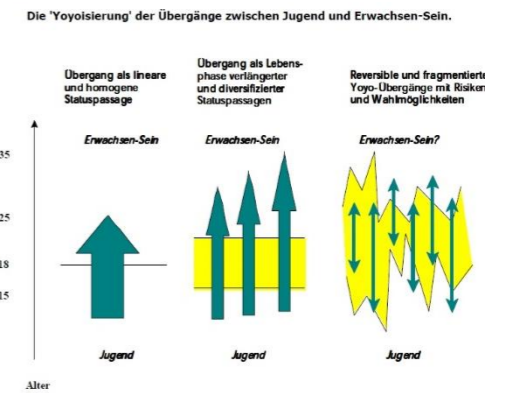 Die 'Yoyoisierung' der Übergänge zwischen Jugend und Erwachsen-Sein.
Übergang als lineare
und homogene
Statuspassage
Übergang als Lebens-
phase verlängerter
und diversifizierter
Statuspassagen
Reversible und fragmentierte
Yoyo-Übergänge mit Risiken
und Wahlmöglichkeiten
Erwachsen-Sein
Erwachsen-Sein
Erwachsen-Sein?
35
25
18
15
Jugend
Jugend
Jugend
Alter